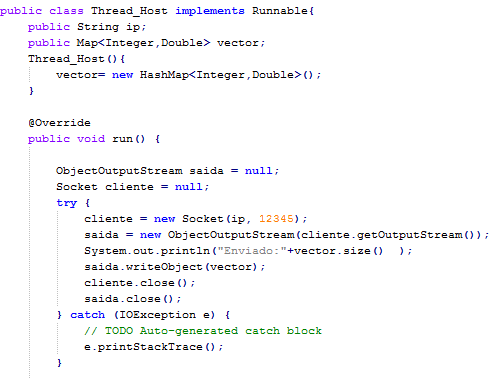 public class Thread_Host implements Runnable{
    public String ip;
    public Map<Integer,Double> vector;
    Thread_Host(){
        vector= new HashMap<Integer,Double>();
    }
    @Override
    public void run() {
        ObjectOutputStream saida = null;
        Socket cliente = null;
        try {
            cliente = new Socket(ip, 12345);
            saida = new ObjectOutputStream(cliente.getOutputStream());
            System.out.println("Enviado:"+vector.size()  );
            saida.writeObject(vector);
            cliente.close();
            saida.close();
        } catch (IOException e) {
            // TODO Auto-generated catch block
            e.printStackTrace();
        }